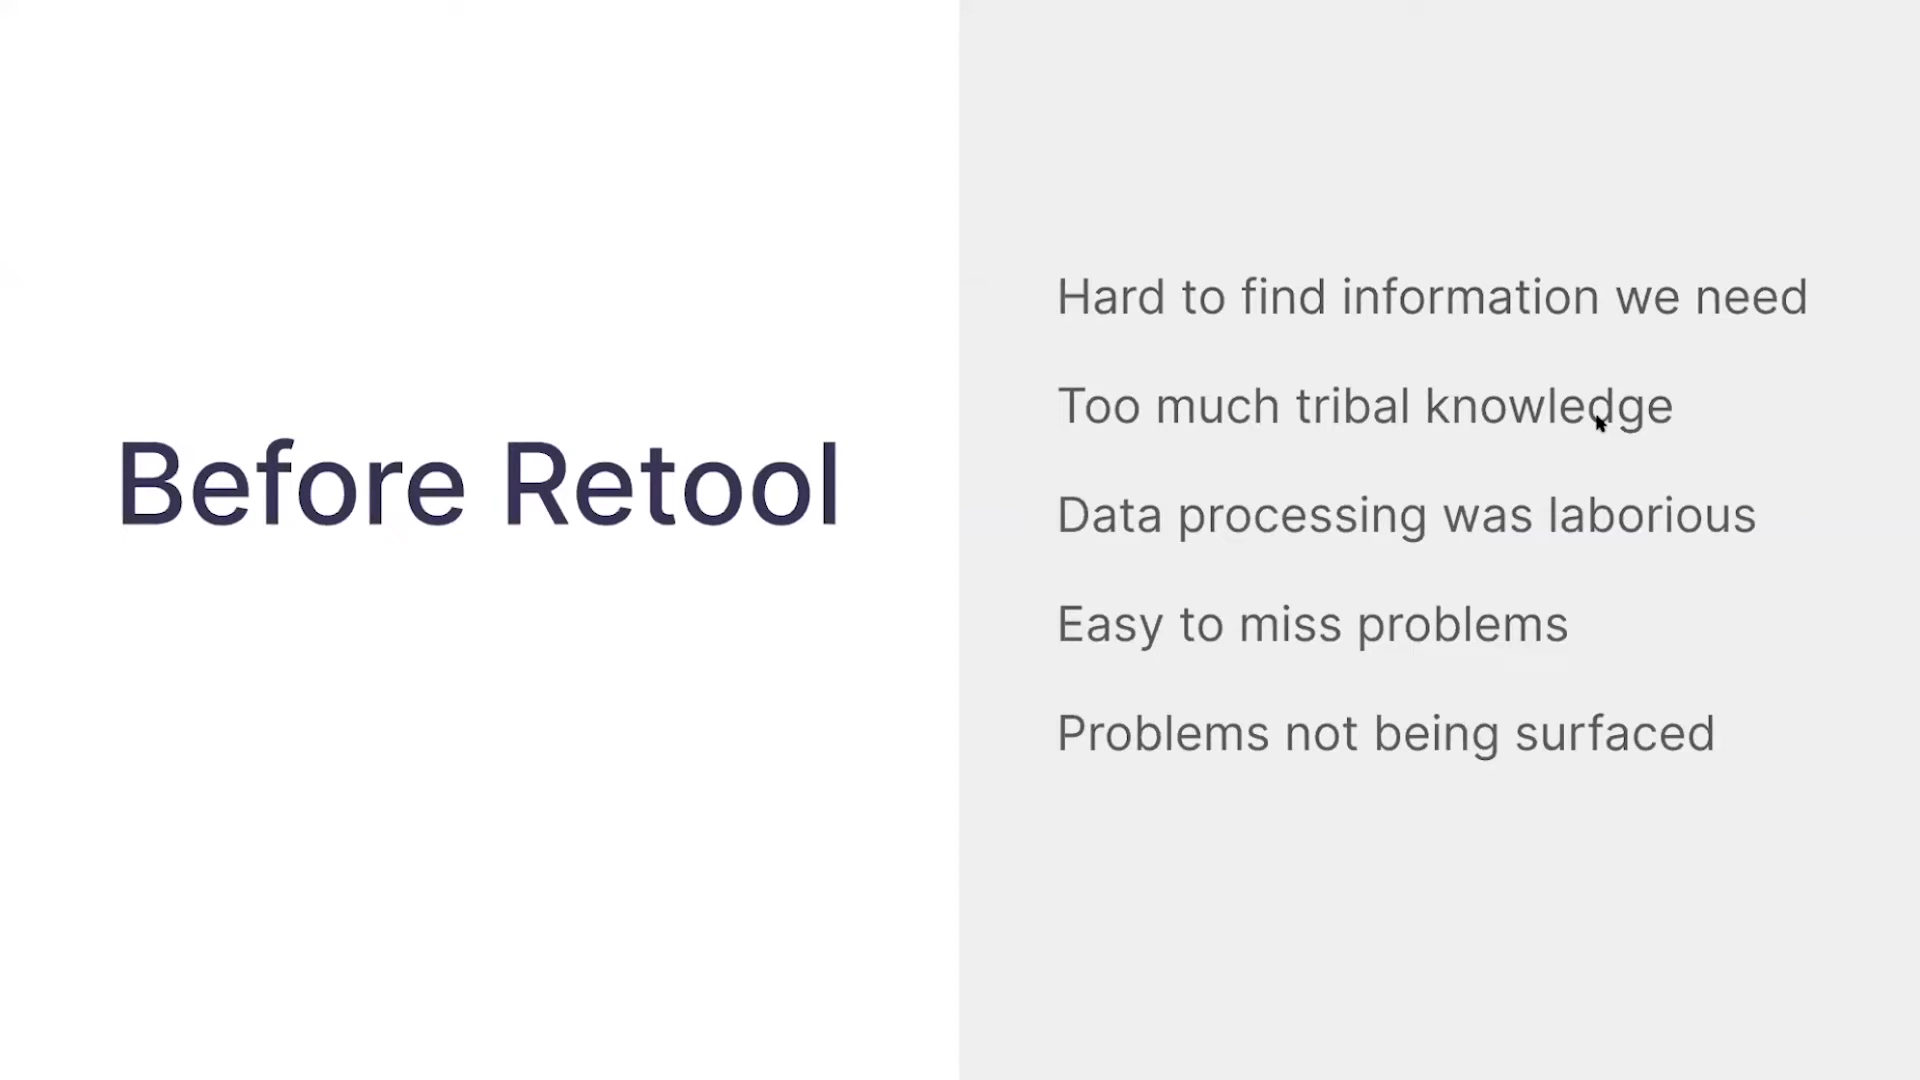 Before Retool
Hard to find information we need
Too much tribal knowledge
Data processing was laborious
Easy to miss problems
Problems not being surfaced